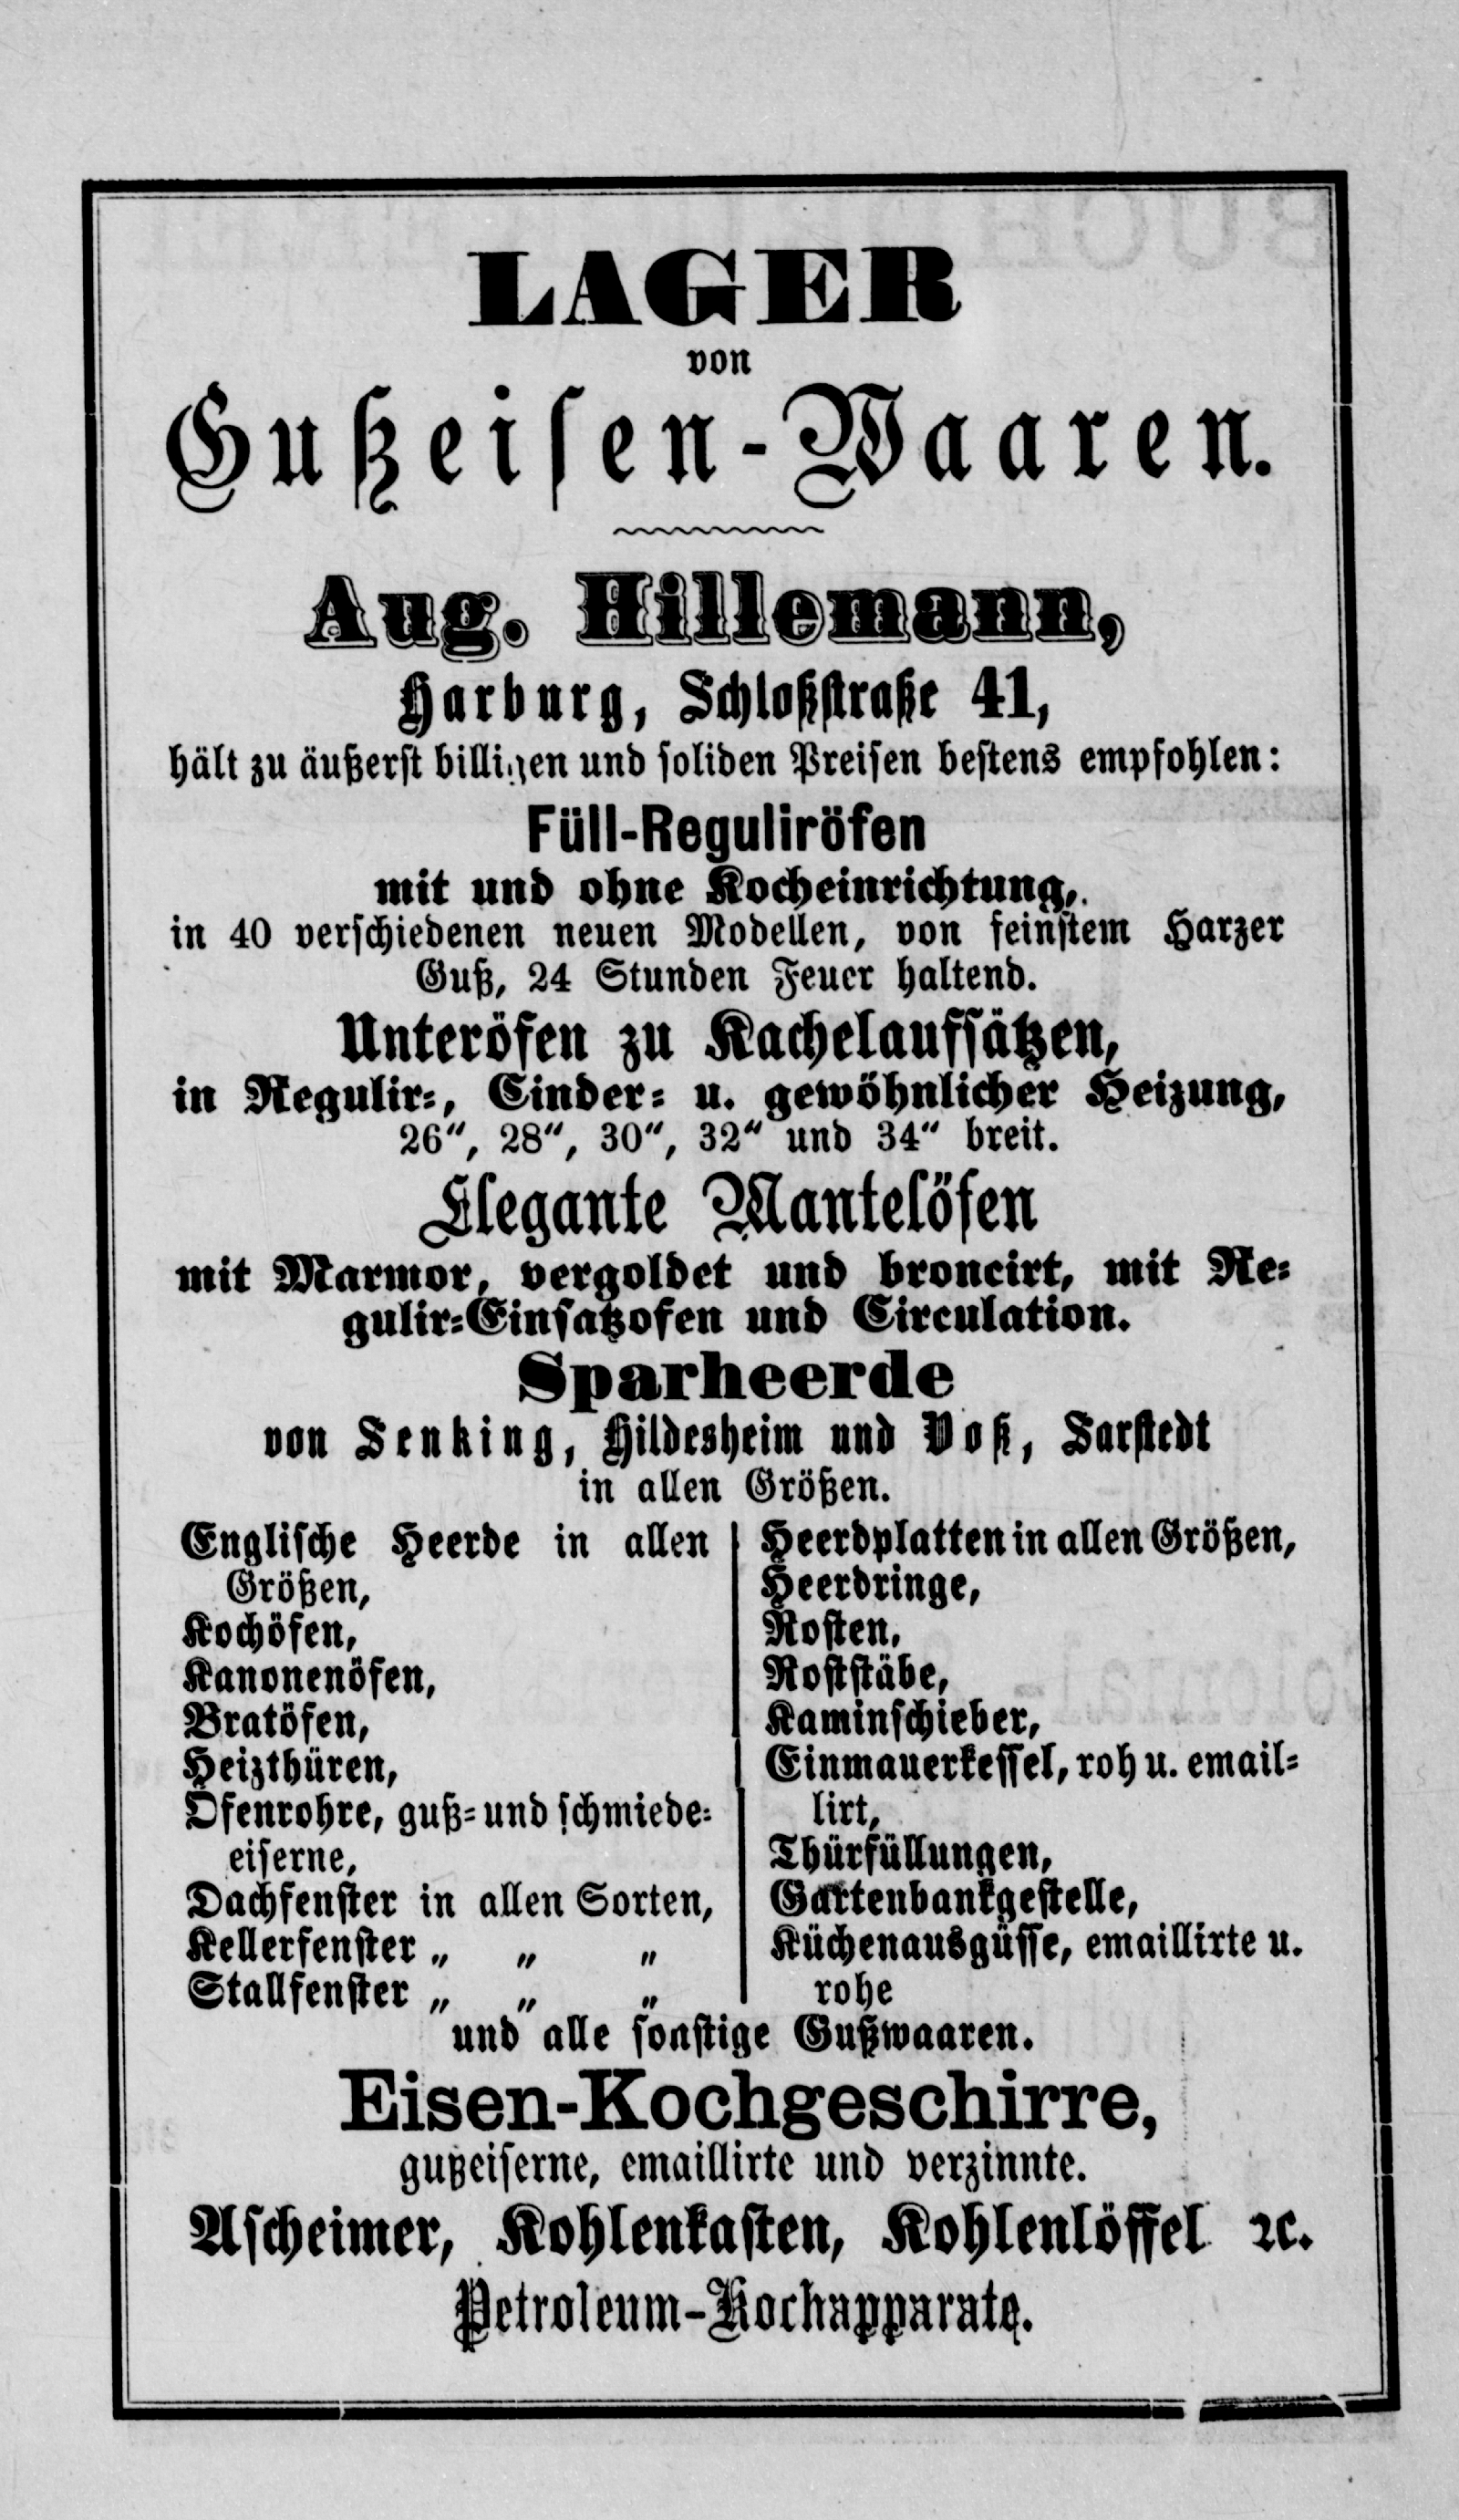 LAGER
von
Gußeisen-Waaren.
Aug. Hillemann,
Harburg, Schloßstraße 41,
hält zu äußerst billigen und soliden Preisen bestens empfohlen:
Füll-Reguliröfen
mit und ohne Kocheinrichtung,
in 40 verschiedenen neuen Modellen, von feinstem Harzer
Guß, 24 Stunden Feuer haltend.
Unteröfen zu Kachelaufsätzen,
in Regulir-, Cinder- u. gewöhnlicher Heizung,
26", 28", 30", 32" und 34" breit.
Elegante Mantelöfen
mit Marmor, vergoldet und broncirt, mit Re-
gulir-Einsatzofen und Circulation.
Sparheerde
von Senking, Hildesheim und Voß, Sarstedt
in allen Größen.
Englische Heerde in allen
Größen,
Kochöfen,
Kanonenöfen,
Bratöfen,
Heizthüren,
Ofenrohre, guß- und schmiede-
eiserne,
Dachfenster in allen Sorten,
Kellerfenster „ „ „
Stallfenster „ „ „
Heerdplatten in allen Größen,
Heerdringe,
Rosten,
Roststäbe,
Kaminschieber,
Einmauerkessel, roh u. email-
lirt,
Thürfüllungen,
Gartenbankgestelle,
Küchenausgüsse, emaillirte u.
rohe
und alle sonstige Gußwaaren.
Eisen-Kochgeschirre,
gußeiserne, emaillirte und verzinnte.
Ascheimer, Kohlenkasten, Kohlenlöffel ꝛc.
Petroleum-Kochapparate.